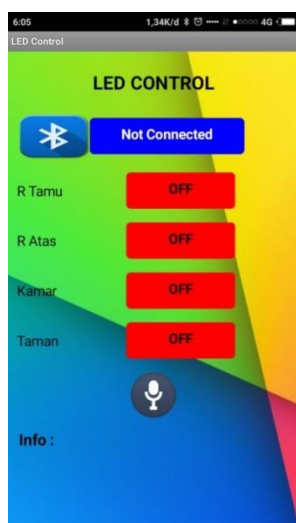 6:05 1,34K/d 4G
LED Control
LED CONTROL
Not Connected
R Tamu OFF
R Atas OFF
Kamar OFF
Taman OFF
Info :